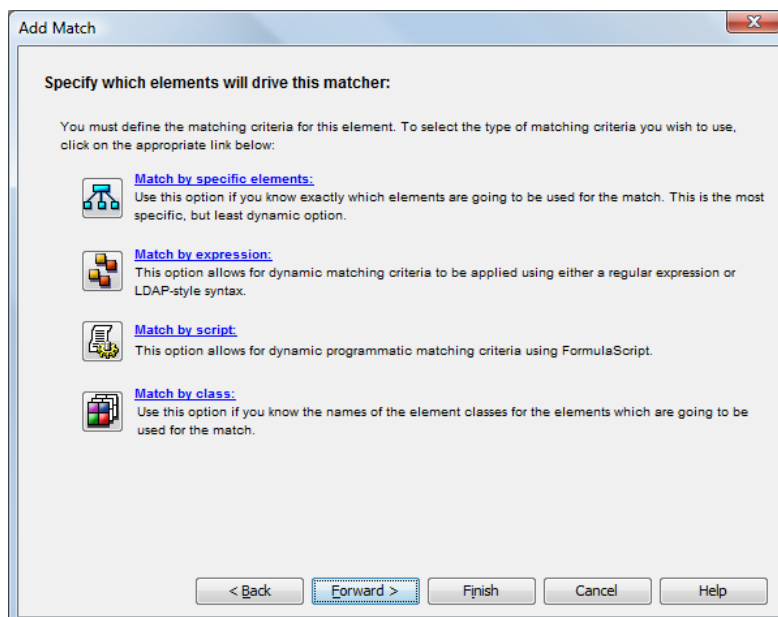 Add Match
Specify which elements will drive this matcher:
You must define the matching criteria for this element. To select the type of matching criteria you wish to use,
click on the appropriate link below:
Match by specific elements:
Use this option if you know exactly which elements are going to be used for the match. This is the most
specific, but least dynamic option.
Match by expression:
This option allows for dynamic matching criteria to be applied using either a regular expression or
LDAP-style syntax.
Match by script:
This option allows for dynamic programmatic matching criteria using FormulaScript.
Match by class:
Use this option if you know the names of the element classes for the elements which are going to be
used for the match.
< Back Forward > Finish Cancel Help